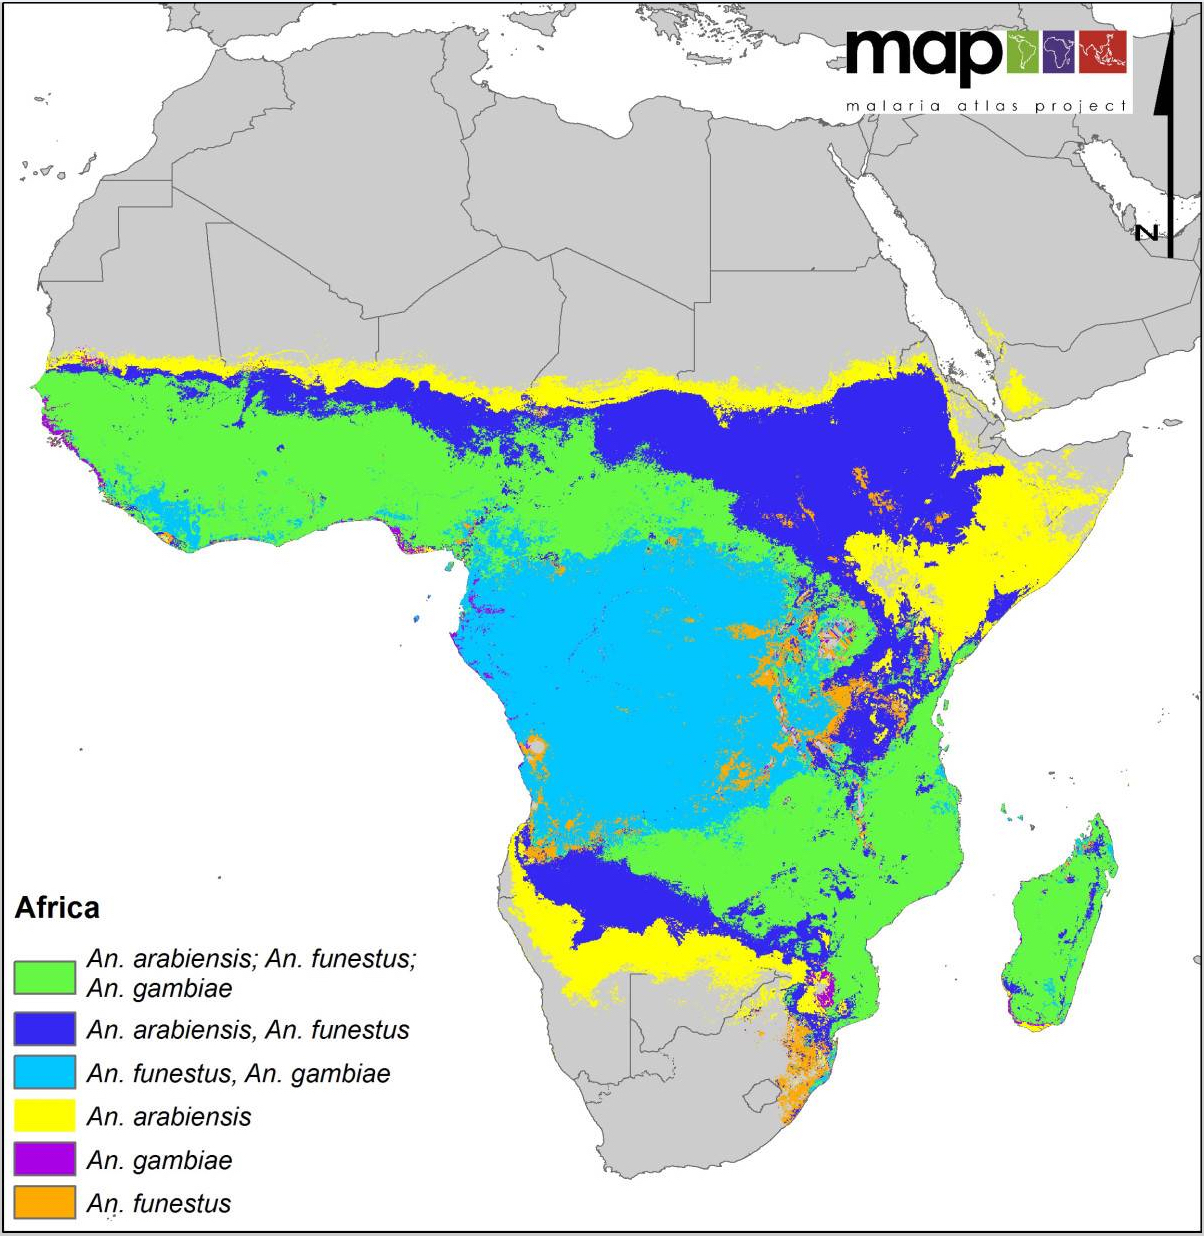 map
malaria atlas project
N
Africa
An. arabiensis; An. funestus;
An. gambiae
An. arabiensis, An. funestus
An. funestus, An. gambiae
An. arabiensis
An. gambiae
An. funestus